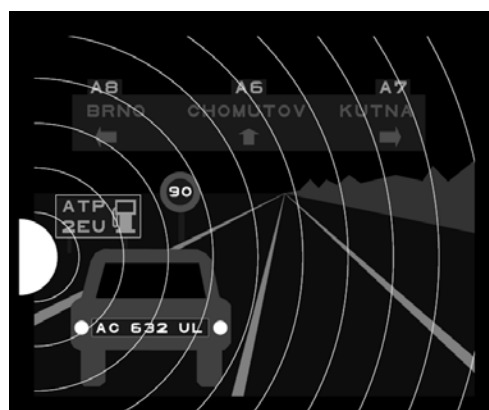 A8 A6 A7
BRNO CHOMUTOV KUTNA
90
ATP
2EU
AC 632 UL